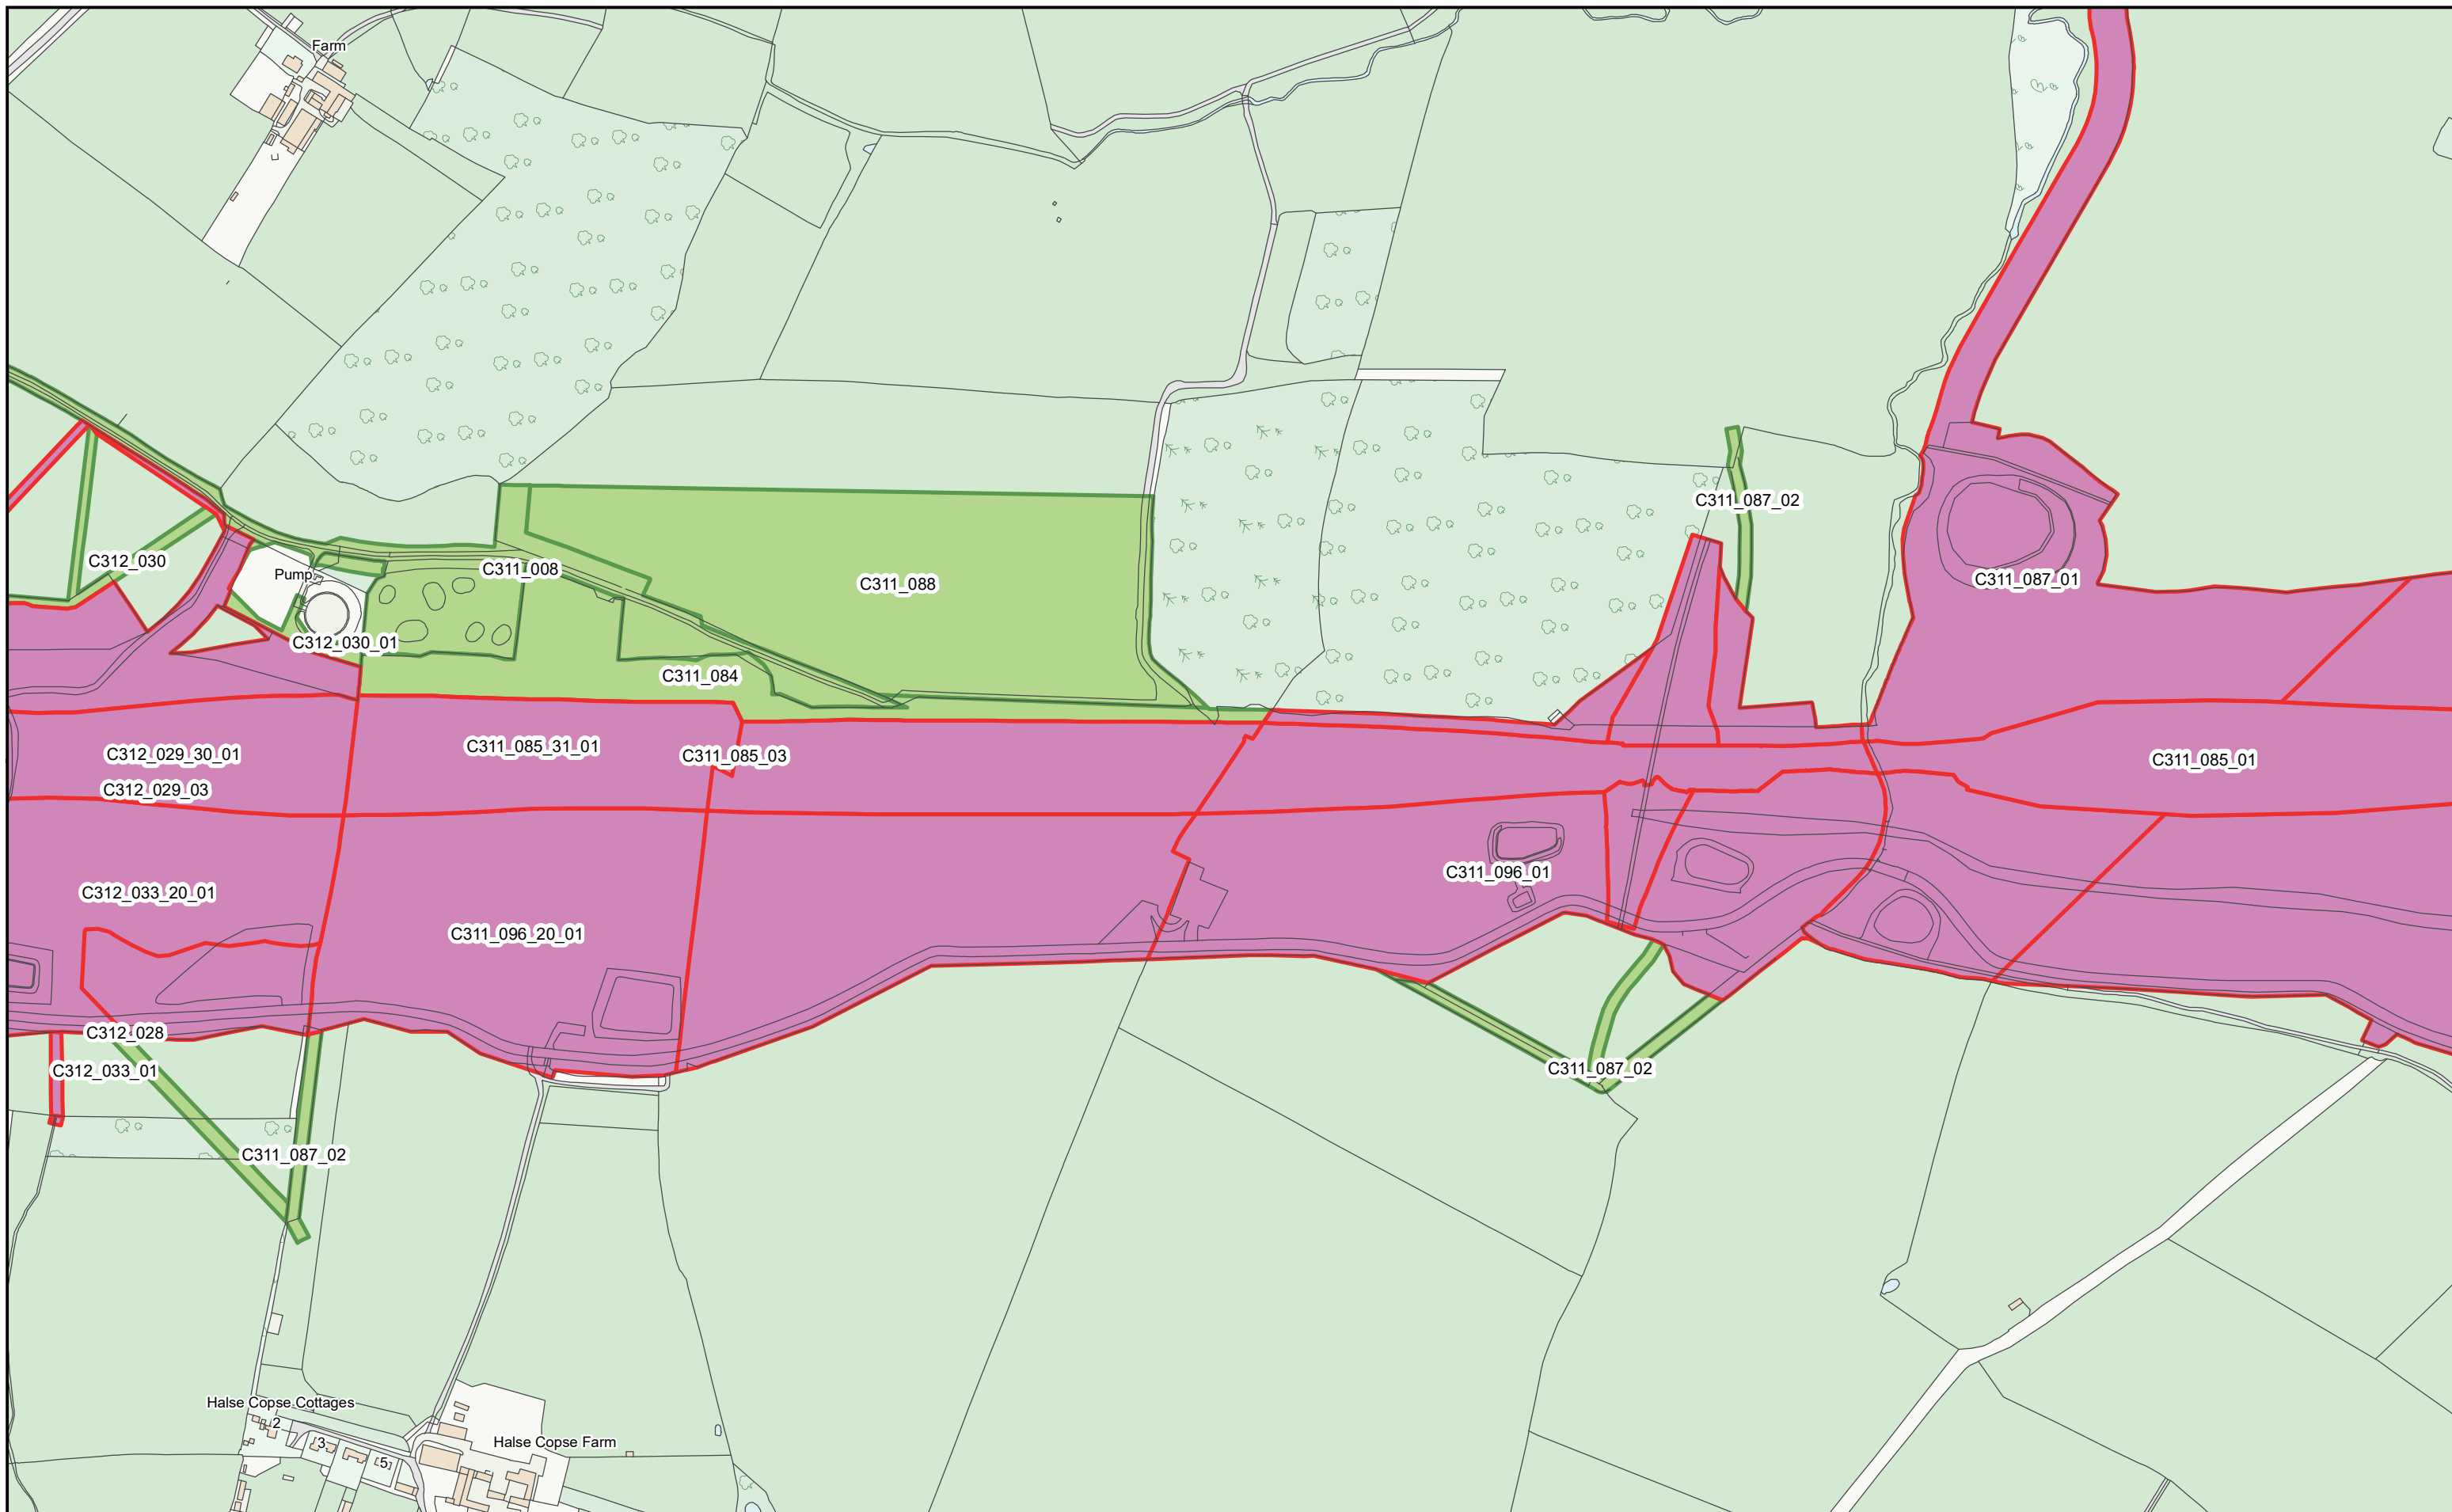 Farm
C311_087_02
C312_030
Pump
C311_008
C311_088
C311_087_01
C312_030_01
C311_084
C312_029_30_01
C311_085_31_01
C311_085_03
C311_085_01
C312_029_03
C311_096_01
C312_033_20_01
C311_096_20_01
C312_028
C312_033_01
C311_087_02
C311_087_02
Halse Copse Cottages
2
3
5
Halse Copse Farm